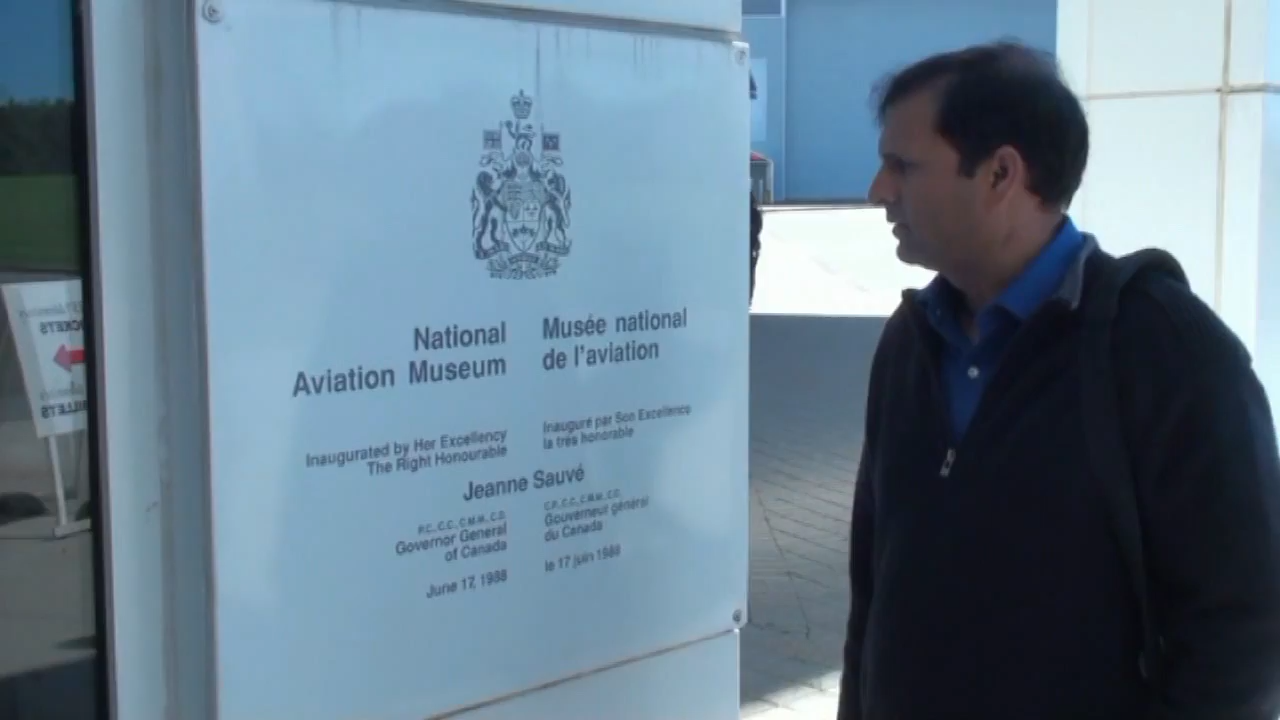 National
Aviation Museum
Musée national
de l'aviation
Inaugurated by Her Excellency
The Right Honourable
Inauguré par Son Excellence
la très honorable
Jeanne Sauvé
P.C., C.C., C.M.M., C.D.
Governor General
of Canada
C.P., C.C., C.M.M., C.D.
Gouverneur général
du Canada
June 17, 1988
le 17 juin 1988
BILLETS